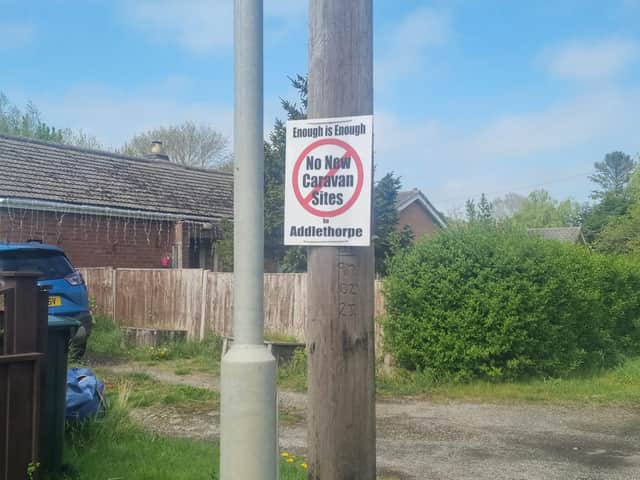 Enough is Enough
No New
Caravan
Sites
in
Addlethorpe